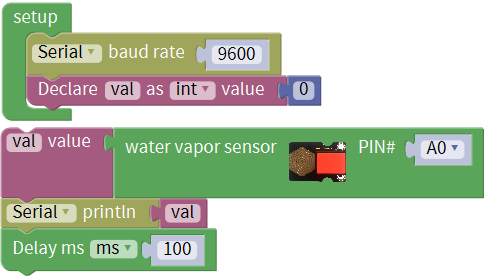 setup
Serial baud rate 9600
Declare val as int value 0
val value water vapor sensor PIN# A0
Serial println val
Delay ms ms 100